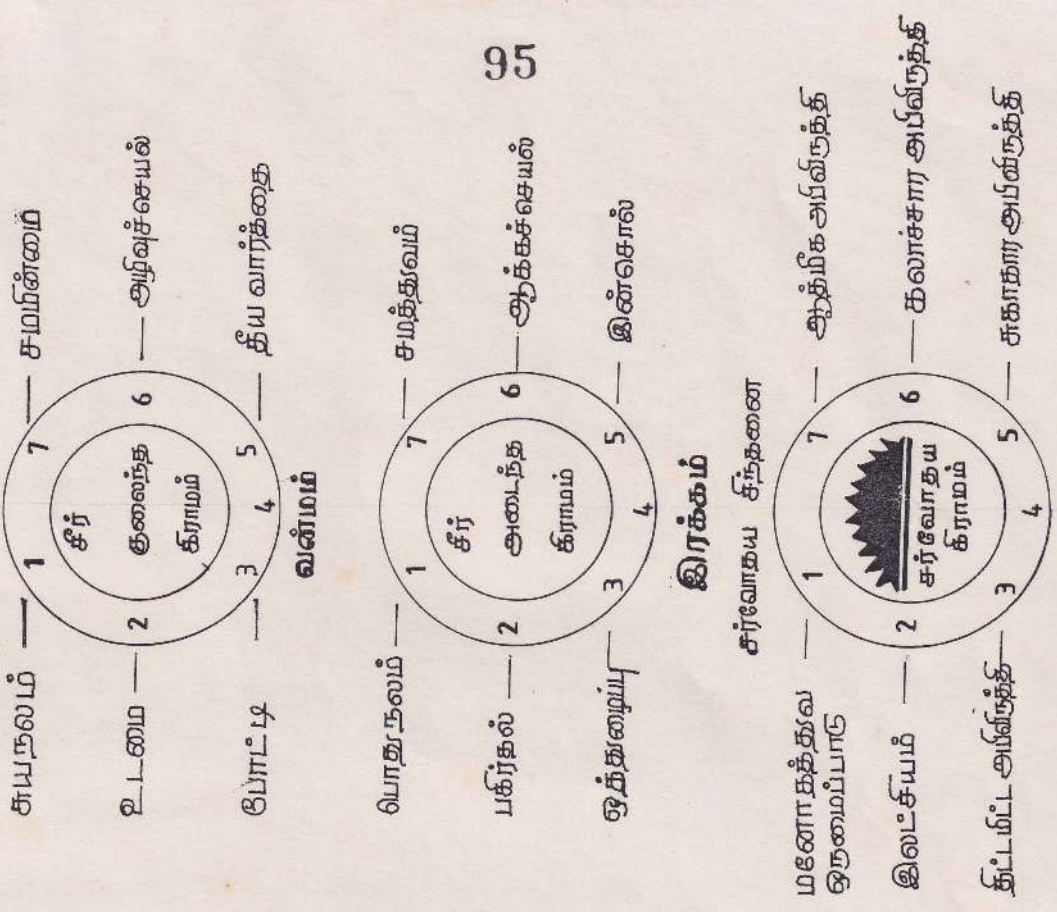 95
சுயநலம்
1
7
சமமின்மை
உடமை
2
சீர்
குலைந்த
கிராமம்
6
அழிவுச்செயல்
போட்டி
3
4
5
தீய வார்த்தை
வன்மம்
பொதுநலம்
1
7
சமத்துவம்
பகிர்தல்
2
சீர்
அடைந்த
கிராமம்
6
ஆக்கச்செயல்
ஒத்துழைப்பு
3
4
5
இன்சொல்
இரக்கம்
சர்வோதய சிந்தனை
மனோதத்துவ
ஒருமைப்பாடு
1
7
ஆத்மீக அபிவிருத்தி
இலட்சியம்
2
சர்வோதய
கிராமம்
6
கலாச்சார அபிவிருத்தி
திட்டமிட்ட அபிவிருத்தி
3
4
5
சுகாதார அபிவிருத்தி